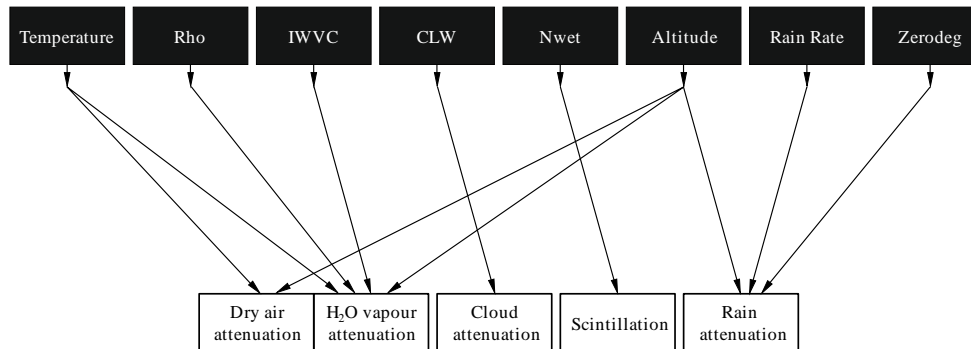 Temperature
Rho
IWVC
CLW
Nwet
Altitude
Rain Rate
Zerodeg
Dry air
attenuation
H₂O vapour
attenuation
Cloud
attenuation
Scintillation
Rain
attenuation